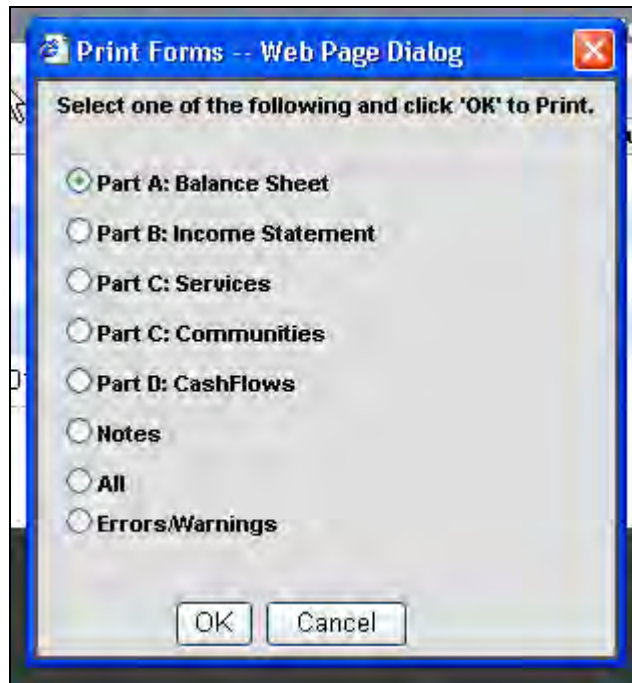 Print Forms -- Web Page Dialog
Select one of the following and click 'OK' to Print.
Part A: Balance Sheet
Part B: Income Statement
Part C: Services
Part C: Communities
Part D: CashFlows
Notes
All
Errors/Warnings
OK Cancel